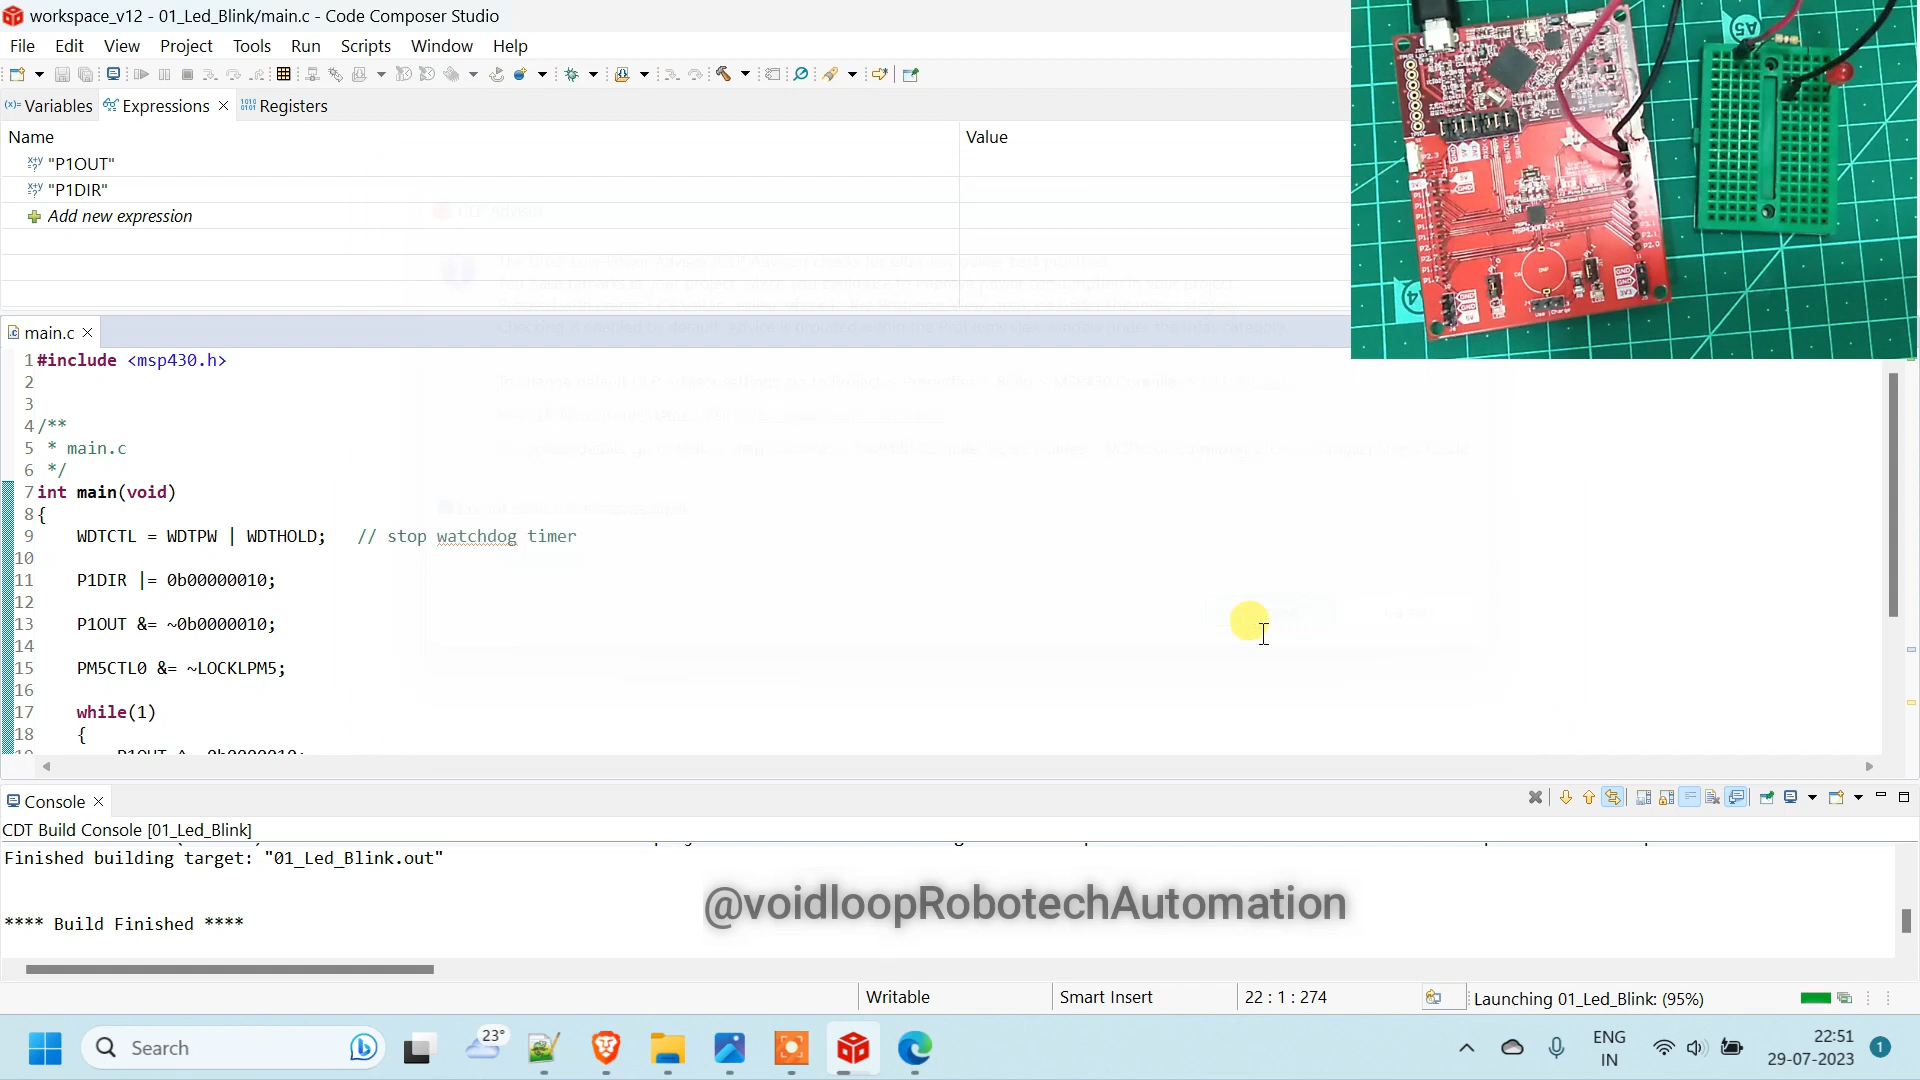 workspace_v12 - 01_Led_Blink/main.c - Code Composer Studio
File Edit View Project Tools Run Scripts Window Help
Variables Expressions Registers
Name Value
"P1OUT"
"P1DIR"
Add new expression
main.c
1 #include <msp430.h>
2
3
4 /**
5 * main.c
6 */
7 int main(void)
8 {
9 WDTCTL = WDTPW | WDTHOLD; // stop watchdog timer
10
11 P1DIR |= 0b00000010;
12
13 P1OUT &= ~0b0000010;
14
15 PM5CTL0 &= ~LOCKLPM5;
16
17 while(1)
18 {
Console
CDT Build Console [01_Led_Blink]
Finished building target: "01_Led_Blink.out"
**** Build Finished ****
@voidloopRobotechAutomation
Writable Smart Insert 22 : 1 : 274 Launching 01_Led_Blink: (95%)
Search 23° ENG IN 22:51 29-07-2023 1
A5
A4
MSP430FR2433